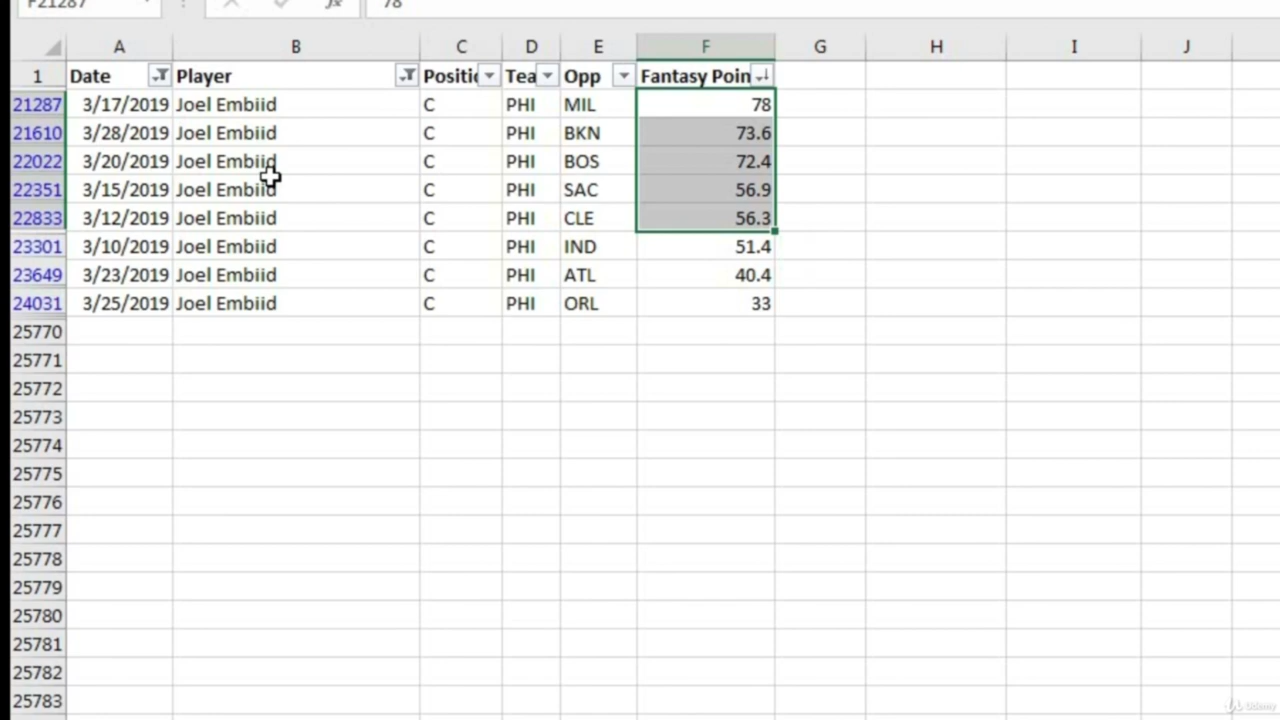 F21287 fx 78
A B C D E F G H I J
1 Date Player Positic Tea Opp Fantasy Poin
21287 3/17/2019 Joel Embiid C PHI MIL 78
21610 3/28/2019 Joel Embiid C PHI BKN 73.6
22022 3/20/2019 Joel Embiid C PHI BOS 72.4
22351 3/15/2019 Joel Embiid C PHI SAC 56.9
22833 3/12/2019 Joel Embiid C PHI CLE 56.3
23301 3/10/2019 Joel Embiid C PHI IND 51.4
23649 3/23/2019 Joel Embiid C PHI ATL 40.4
24031 3/25/2019 Joel Embiid C PHI ORL 33
25770
25771
25772
25773
25774
25775
25776
25777
25778
25779
25780
25781
25782
25783
Udemy